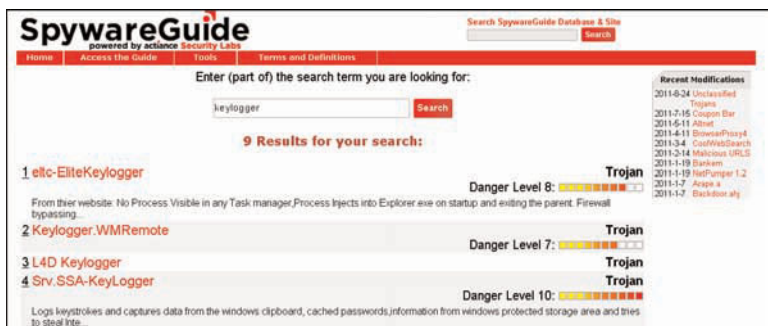 SpywareGuide
powered by actiance Security Labs
Search SpywareGuide Database & Site
Search
Home Access the Guide Tools Terms and Definitions
Enter (part of) the search term you are looking for:
keylogger Search
9 Results for your search:
1 eltc-EliteKeylogger Trojan
Danger Level 8:
From thier website: No Process Visible in any Task manager,Process Injects into Explorer.exe on startup and exiting the parent. Firewall
bypassing...
2 Keylogger.WMRemote Trojan
Danger Level 7:
3 L4D Keylogger Trojan
4 Srv.SSA-KeyLogger Trojan
Danger Level 10:
Logs keystrokes and captures data from the windows clipboard, cached passwords,information from windows protected storage area and tries
to steal Inte...
Recent Modifications
2011-8-24 Unclassified
Trojans
2011-7-15 Coupon Bar
2011-5-11 Altnet
2011-4-11 BrowserProxy4
2011-3-4 CoolWebSearch
2011-2-14 Malicious URLS
2011-1-19 Bankem
2011-1-19 NetPumper 1.2
2011-1-7 Arape.a
2011-1-7 Backdoor.aty